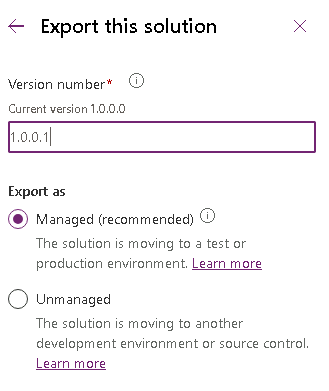 Export this solution
Version number*
Current version 1.0.0.0
1.0.0.1
Export as
Managed (recommended)
The solution is moving to a test or
production environment. Learn more
Unmanaged
The solution is moving to another
development environment or source control.
Learn more